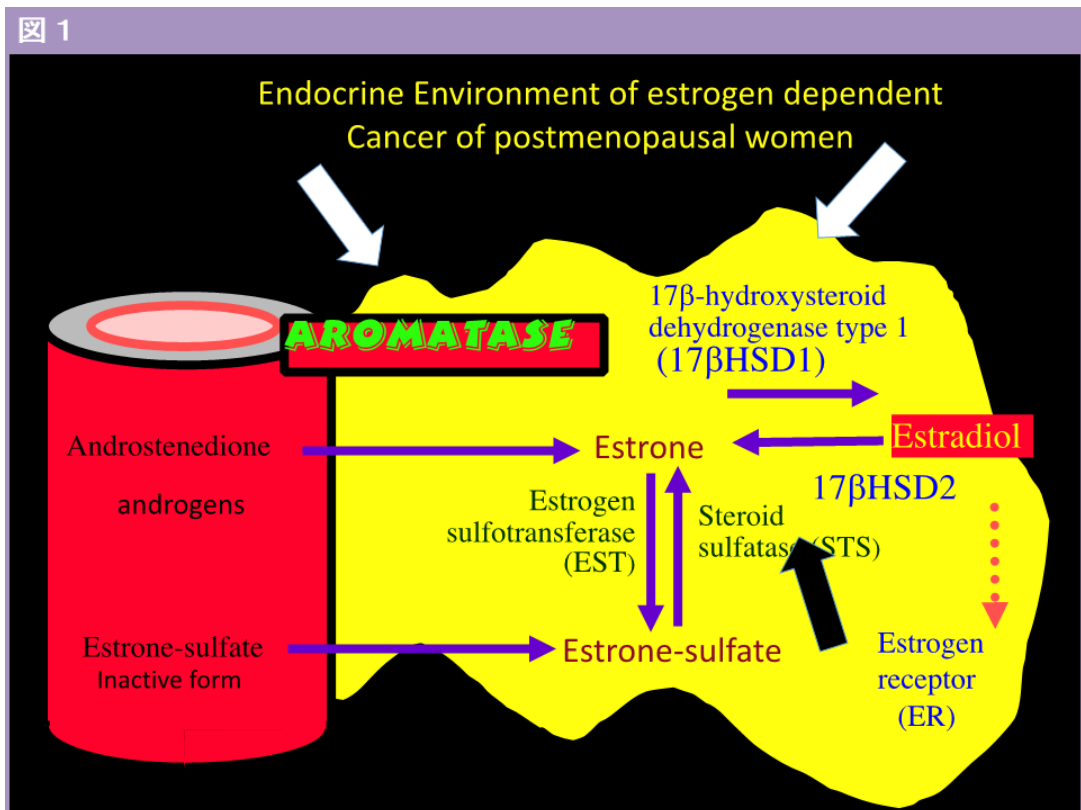 図 1
Endocrine Environment of estrogen dependent
Cancer of postmenopausal women
17β-hydroxysteroid
dehydrogenase type 1
(17βHSD1)
AROMATASE
Androstenedione
androgens
Estrone
Estradiol
17βHSD2
Estrogen
sulfotransferase
(EST)
Steroid
sulfatase (STS)
Estrone-sulfate
Inactive form
Estrone-sulfate
Estrogen
receptor
(ER)